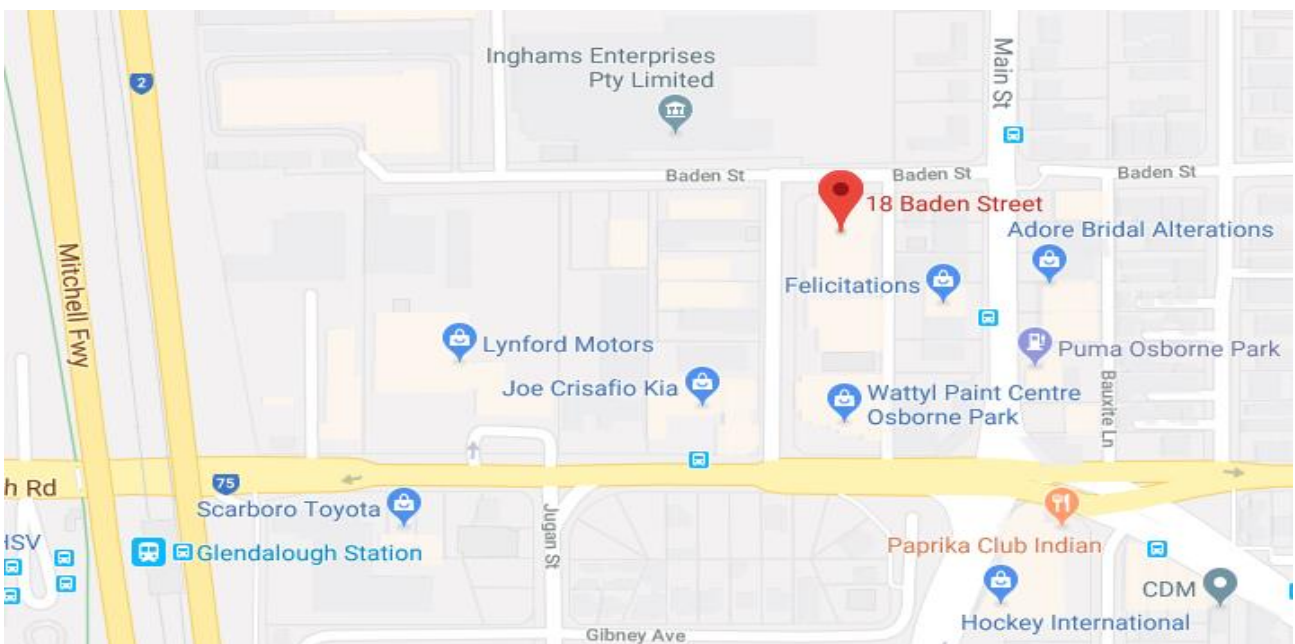 Inghams Enterprises
Pty Limited
Main St
2
Baden St
Baden St
Baden St
18 Baden Street
Adore Bridal Alterations
Mitchell Fwy
Felicitations
Lynford Motors
Puma Osborne Park
Joe Crisafio Kia
Wattyl Paint Centre
Osborne Park
Bauxite Ln
h Rd
75
Scarboro Toyota
Jugan St
HSV
Glendalough Station
Paprika Club Indian
CDM
Hockey International
Gibney Ave